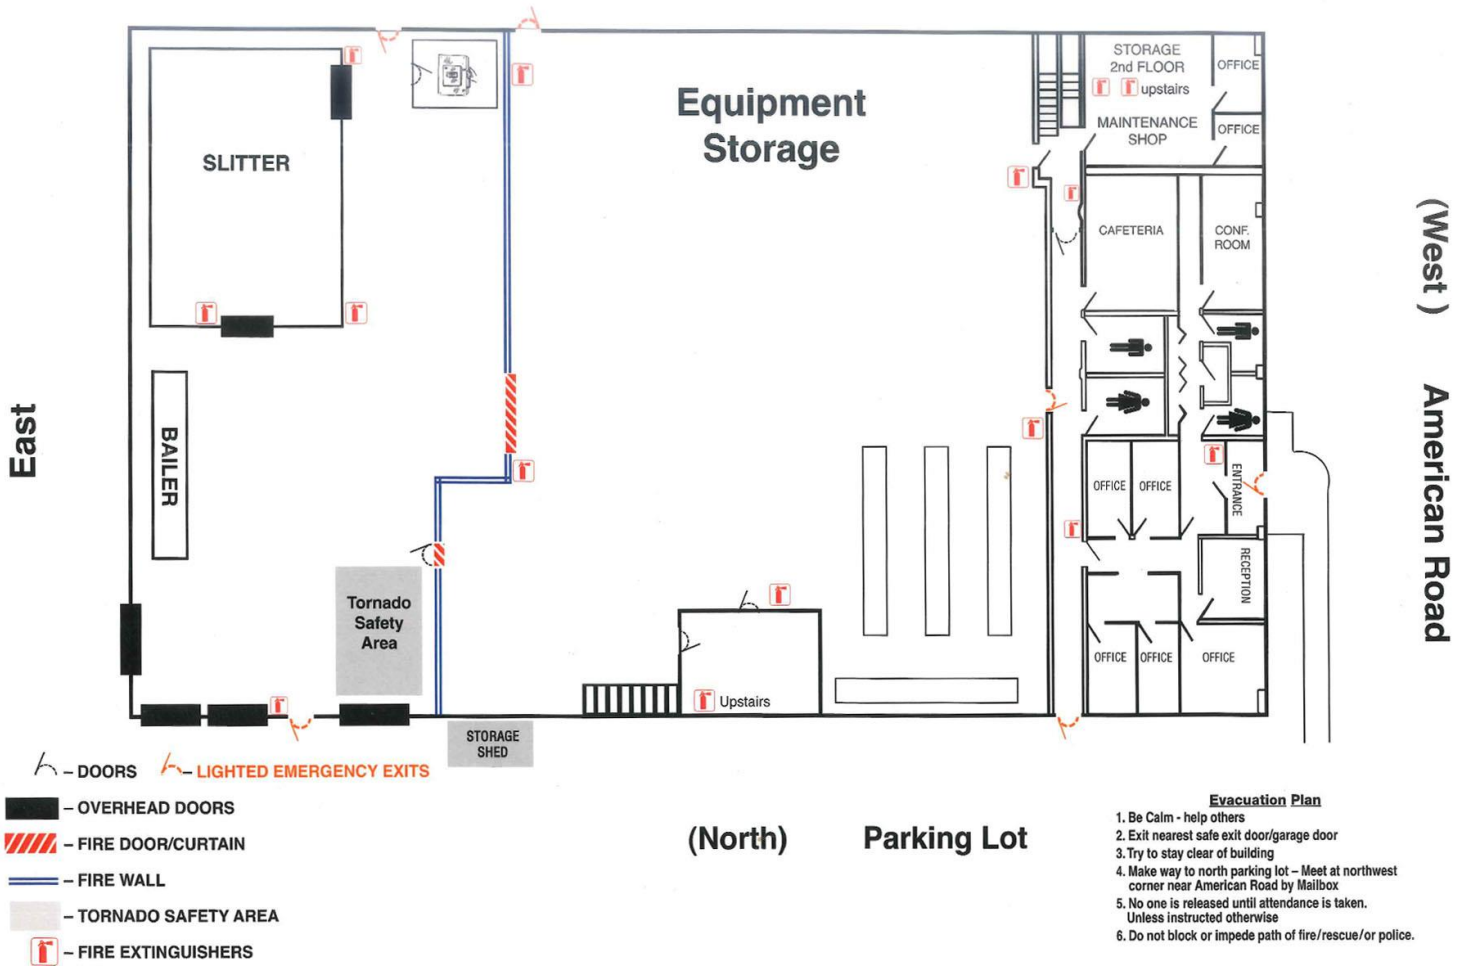 STORAGE
2nd FLOOR
upstairs
OFFICE
Equipment
Storage
MAINTENANCE
SHOP
OFFICE
SLITTER
CAFETERIA
CONF.
ROOM
(West )
East
BAILER
American Road
OFFICE
OFFICE
ENTRANCE
RECEPTION
Tornado
Safety
Area
OFFICE
OFFICE
OFFICE
Upstairs
STORAGE
SHED
– DOORS
– LIGHTED EMERGENCY EXITS
– OVERHEAD DOORS
– FIRE DOOR/CURTAIN
– FIRE WALL
– TORNADO SAFETY AREA
– FIRE EXTINGUISHERS
(North)
Parking Lot
Evacuation Plan
1. Be Calm - help others
2. Exit nearest safe exit door/garage door
3. Try to stay clear of building
4. Make way to north parking lot – Meet at northwest
corner near American Road by Mailbox
5. No one is released until attendance is taken.
Unless instructed otherwise
6. Do not block or impede path of fire/rescue/or police.